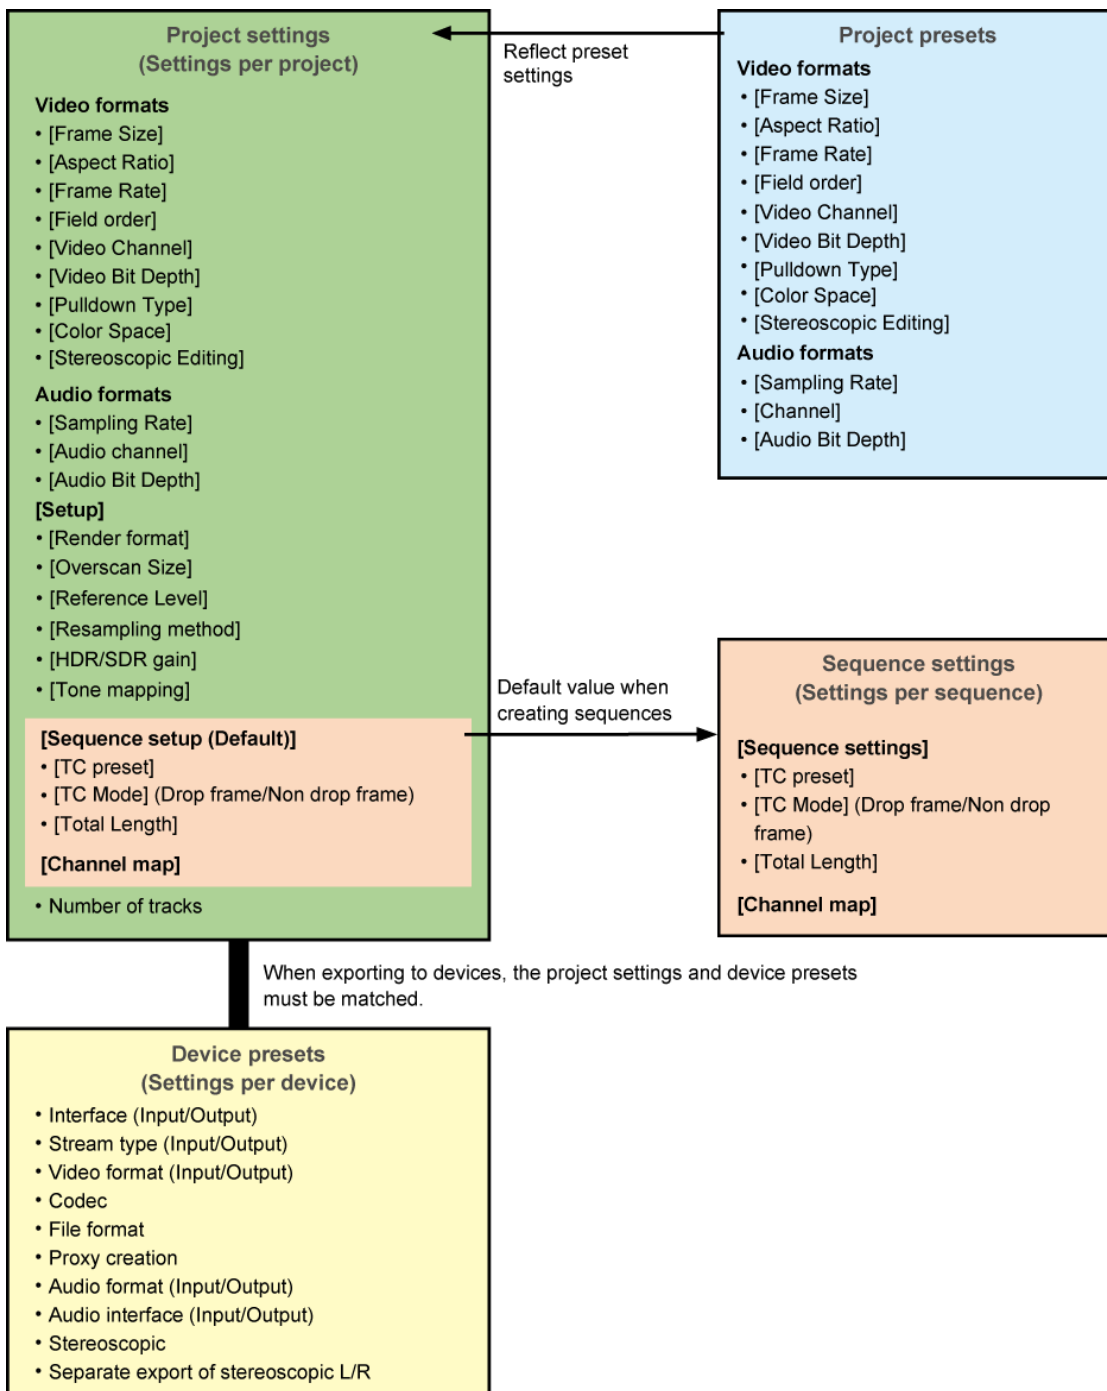 Project settings
(Settings per project)
Video formats
• [Frame Size]
• [Aspect Ratio]
• [Frame Rate]
• [Field order]
• [Video Channel]
• [Video Bit Depth]
• [Pulldown Type]
• [Color Space]
• [Stereoscopic Editing]
Audio formats
• [Sampling Rate]
• [Audio channel]
• [Audio Bit Depth]
[Setup]
• [Render format]
• [Overscan Size]
• [Reference Level]
• [Resampling method]
• [HDR/SDR gain]
• [Tone mapping]
[Sequence setup (Default)]
• [TC preset]
• [TC Mode] (Drop frame/Non drop frame)
• [Total Length]
[Channel map]
• Number of tracks
Reflect preset
settings
Project presets
Video formats
• [Frame Size]
• [Aspect Ratio]
• [Frame Rate]
• [Field order]
• [Video Channel]
• [Video Bit Depth]
• [Pulldown Type]
• [Color Space]
• [Stereoscopic Editing]
Audio formats
• [Sampling Rate]
• [Channel]
• [Audio Bit Depth]
Default value when
creating sequences
Sequence settings
(Settings per sequence)
[Sequence settings]
• [TC preset]
• [TC Mode] (Drop frame/Non drop
frame)
• [Total Length]
[Channel map]
When exporting to devices, the project settings and device presets
must be matched.
Device presets
(Settings per device)
• Interface (Input/Output)
• Stream type (Input/Output)
• Video format (Input/Output)
• Codec
• File format
• Proxy creation
• Audio format (Input/Output)
• Audio interface (Input/Output)
• Stereoscopic
• Separate export of stereoscopic L/R